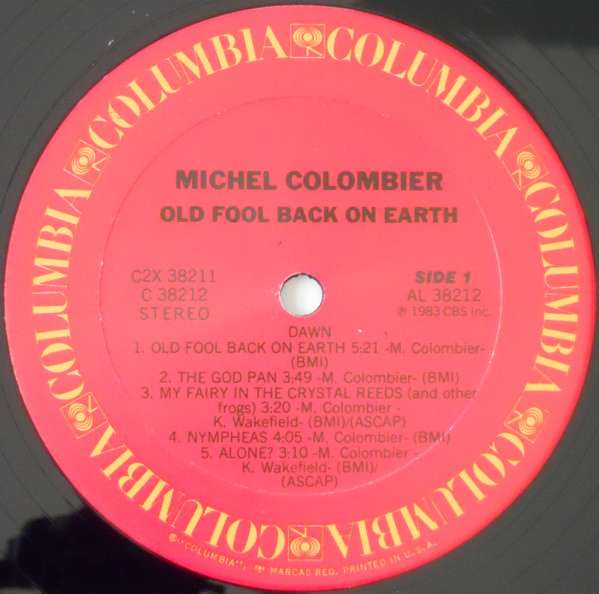 COLUMBIA COLUMBIA COLUMBIA COLUMBIA COLUMBIA COLUMBIA
MICHEL COLOMBIER
OLD FOOL BACK ON EARTH
C2X 38211
C 38212
STEREO
SIDE 1
AL 38212
℗ 1983 CBS Inc.
DAWN
1. OLD FOOL BACK ON EARTH 5:21 -M. Colombier-
(BMI)
2. THE GOD PAN 3:49 -M. Colombier- (BMI)
3. MY FAIRY IN THE CRYSTAL REEDS (and other
frogs) 3:20 -M. Colombier -
K. Wakefield- (BMI)/(ASCAP)
4. NYMPHEAS 4:05 -M. Colombier- (BMI)
5. ALONE? 3:10 -M. Colombier -
K. Wakefield- (BMI)/
(ASCAP)
®"COLUMBIA", MARCAS REG. PRINTED IN U.S.A.